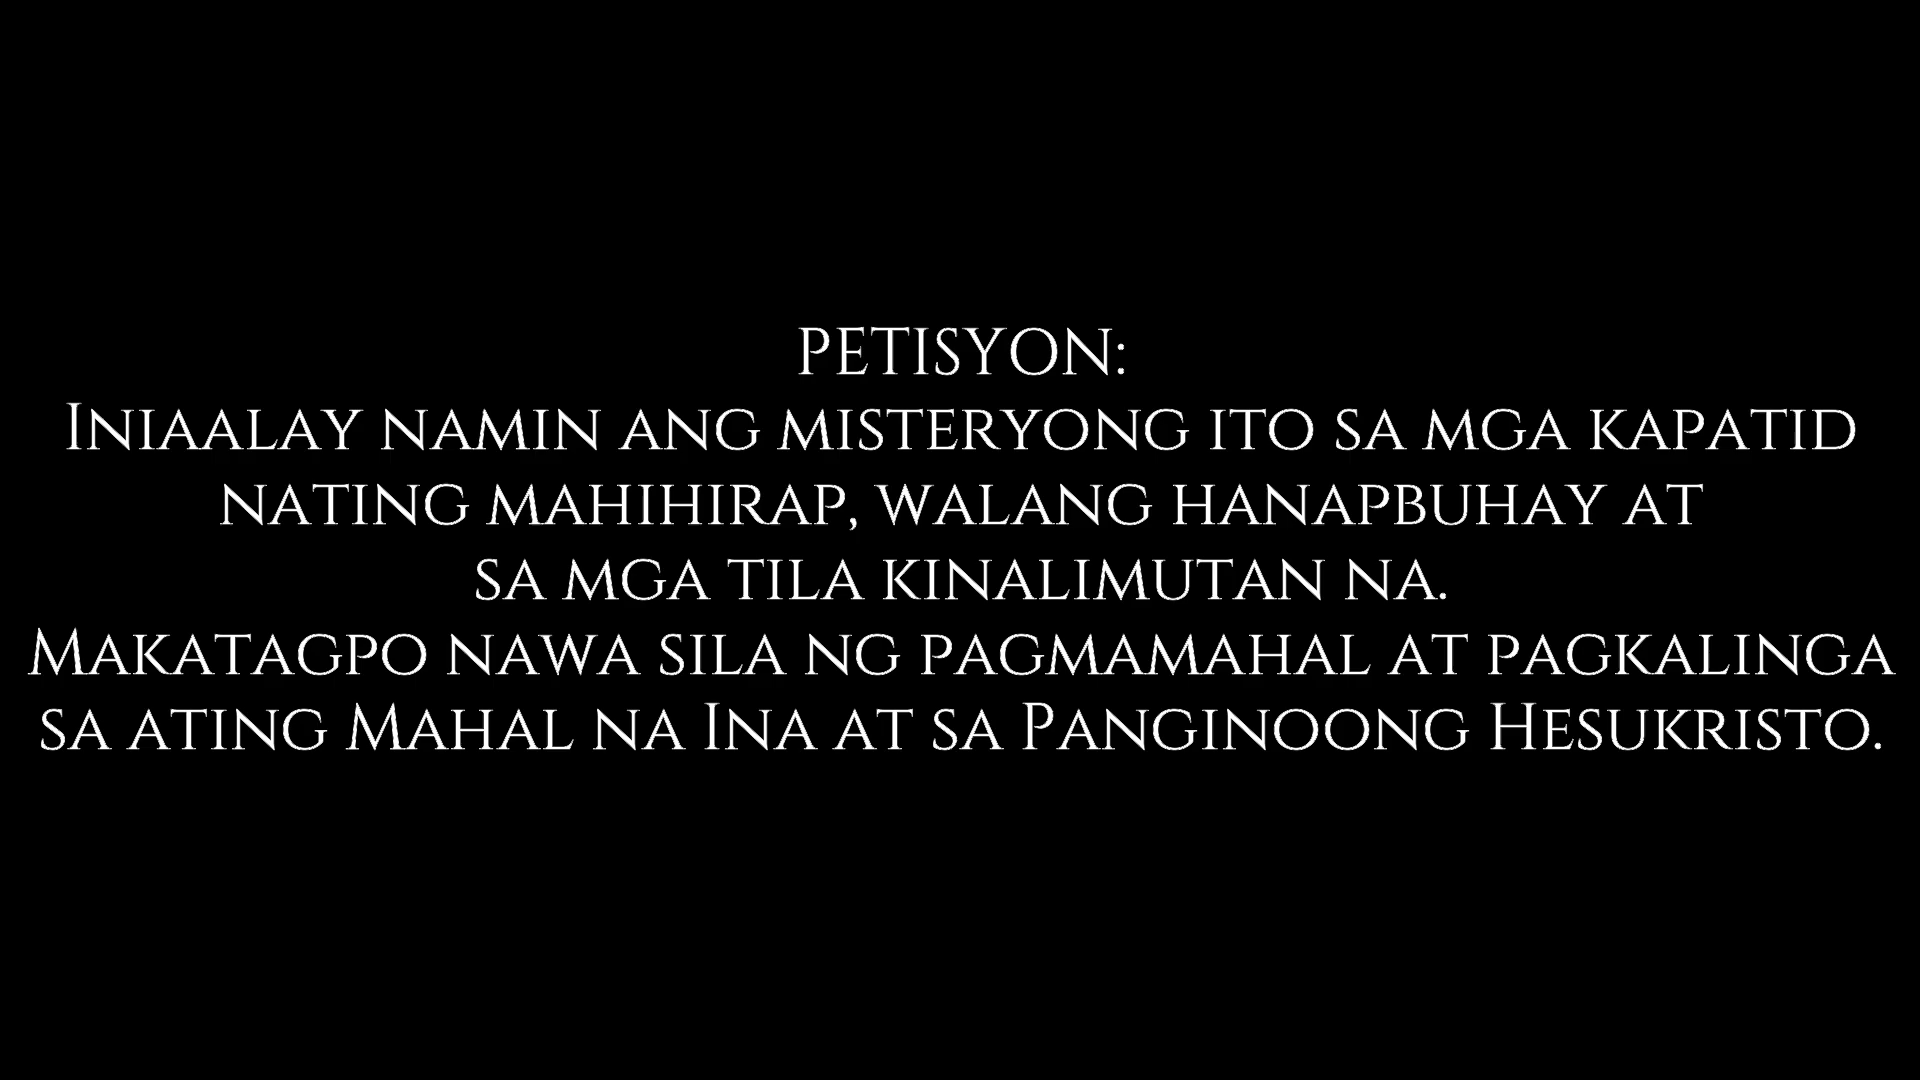 PETISYON:
Iniaalay namin ang misteryong ito sa mga kapatid
nating mahihirap, walang hanapbuhay at
sa mga tila kinalimutan na.
Makatagpo nawa sila ng pagmamahal at pagkalinga
sa ating Mahal na Ina at sa Panginoong Hesukristo.